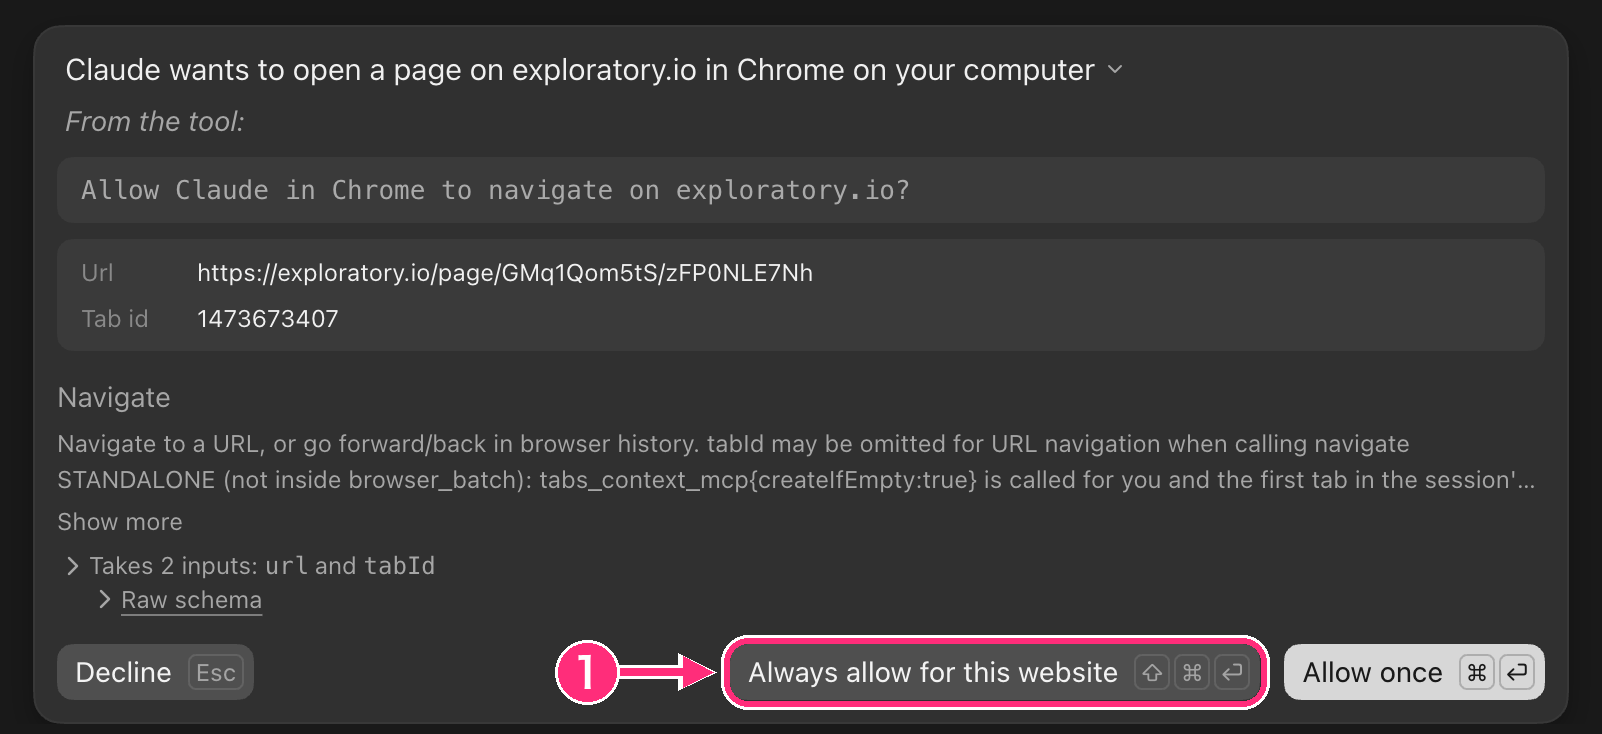 Claude wants to open a page on exploratory.io in Chrome on your computer
From the tool:
Allow Claude in Chrome to navigate on exploratory.io?
Url https://exploratory.io/page/GMq1Qom5tS/zFP0NLE7Nh
Tab id 1473673407
Navigate
Navigate to a URL, or go forward/back in browser history. tabId may be omitted for URL navigation when calling navigate
STANDALONE (not inside browser_batch): tabs_context_mcp{createIfEmpty:true} is called for you and the first tab in the session'...
Show more
Takes 2 inputs: url and tabId
Raw schema
Decline Esc 1 Always allow for this website ⇧ ⌘ ↵ Allow once ⌘ ↵